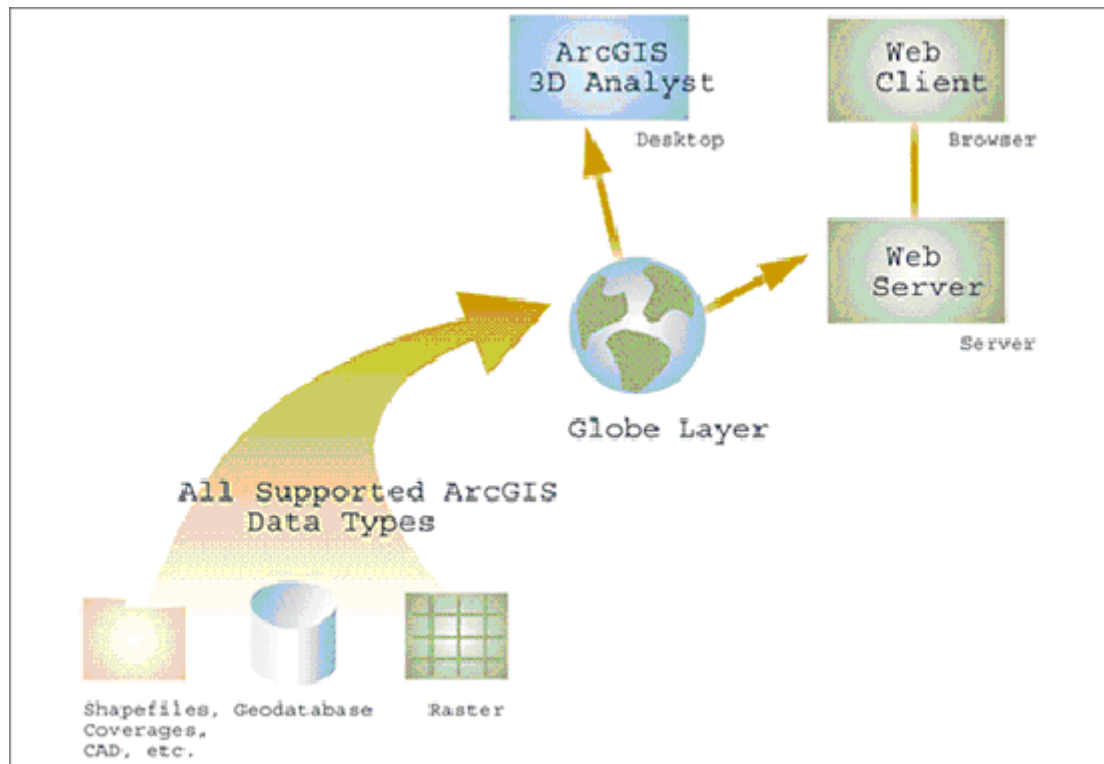 ArcGIS
3D Analyst
Desktop
Web
Client
Browser
Web
Server
Server
Globe Layer
All Supported ArcGIS
Data Types
Shapefiles,
Coverages,
CAD, etc.
Geodatabase
Raster